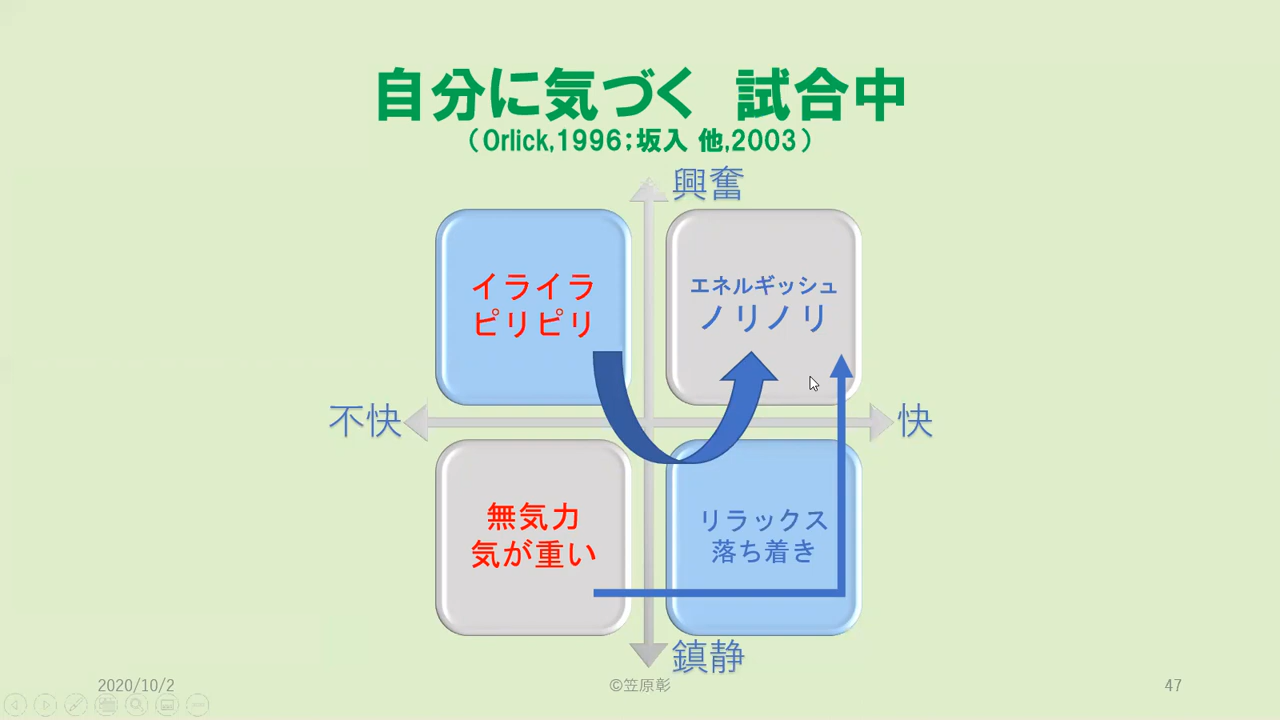 自分に気づく 試合中
（Orlick,1996;坂入 他,2003）
興奮
イライラ
ピリピリ
エネルギッシュ
ノリノリ
不快
快
無気力
気が重い
リラックス
落ち着き
鎮静
2020/10/2
©笠原彰
47